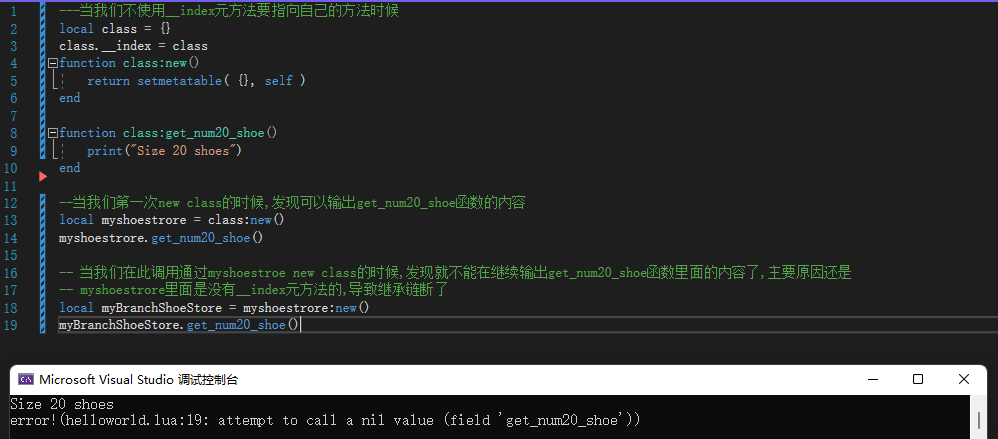 1 ---当我们不使用__index元方法要指向自己的方法时候
2 local class = {}
3 class.__index = class
4 function class:new()
5 return setmetatable( {}, self )
6 end
7
8 function class:get_num20_shoe()
9 print("Size 20 shoes")
10 end
11
12 --当我们第一次new class的时候,发现可以输出get_num20_shoe函数的内容
13 local myshoestrore = class:new()
14 myshoestrore.get_num20_shoe()
15
16 -- 当我们在此调用通过myshoestroe new class的时候,发现就不能在继续输出get_num20_shoe函数里面的内容了,主要原因还是
17 -- myshoestrore里面是没有__index元方法的,导致继承链断了
18 local myBranchShoeStore = myshoestrore:new()
19 myBranchShoeStore.get_num20_shoe()
Microsoft Visual Studio 调试控制台
Size 20 shoes
error!(helloworld.lua:19: attempt to call a nil value (field 'get_num20_shoe'))